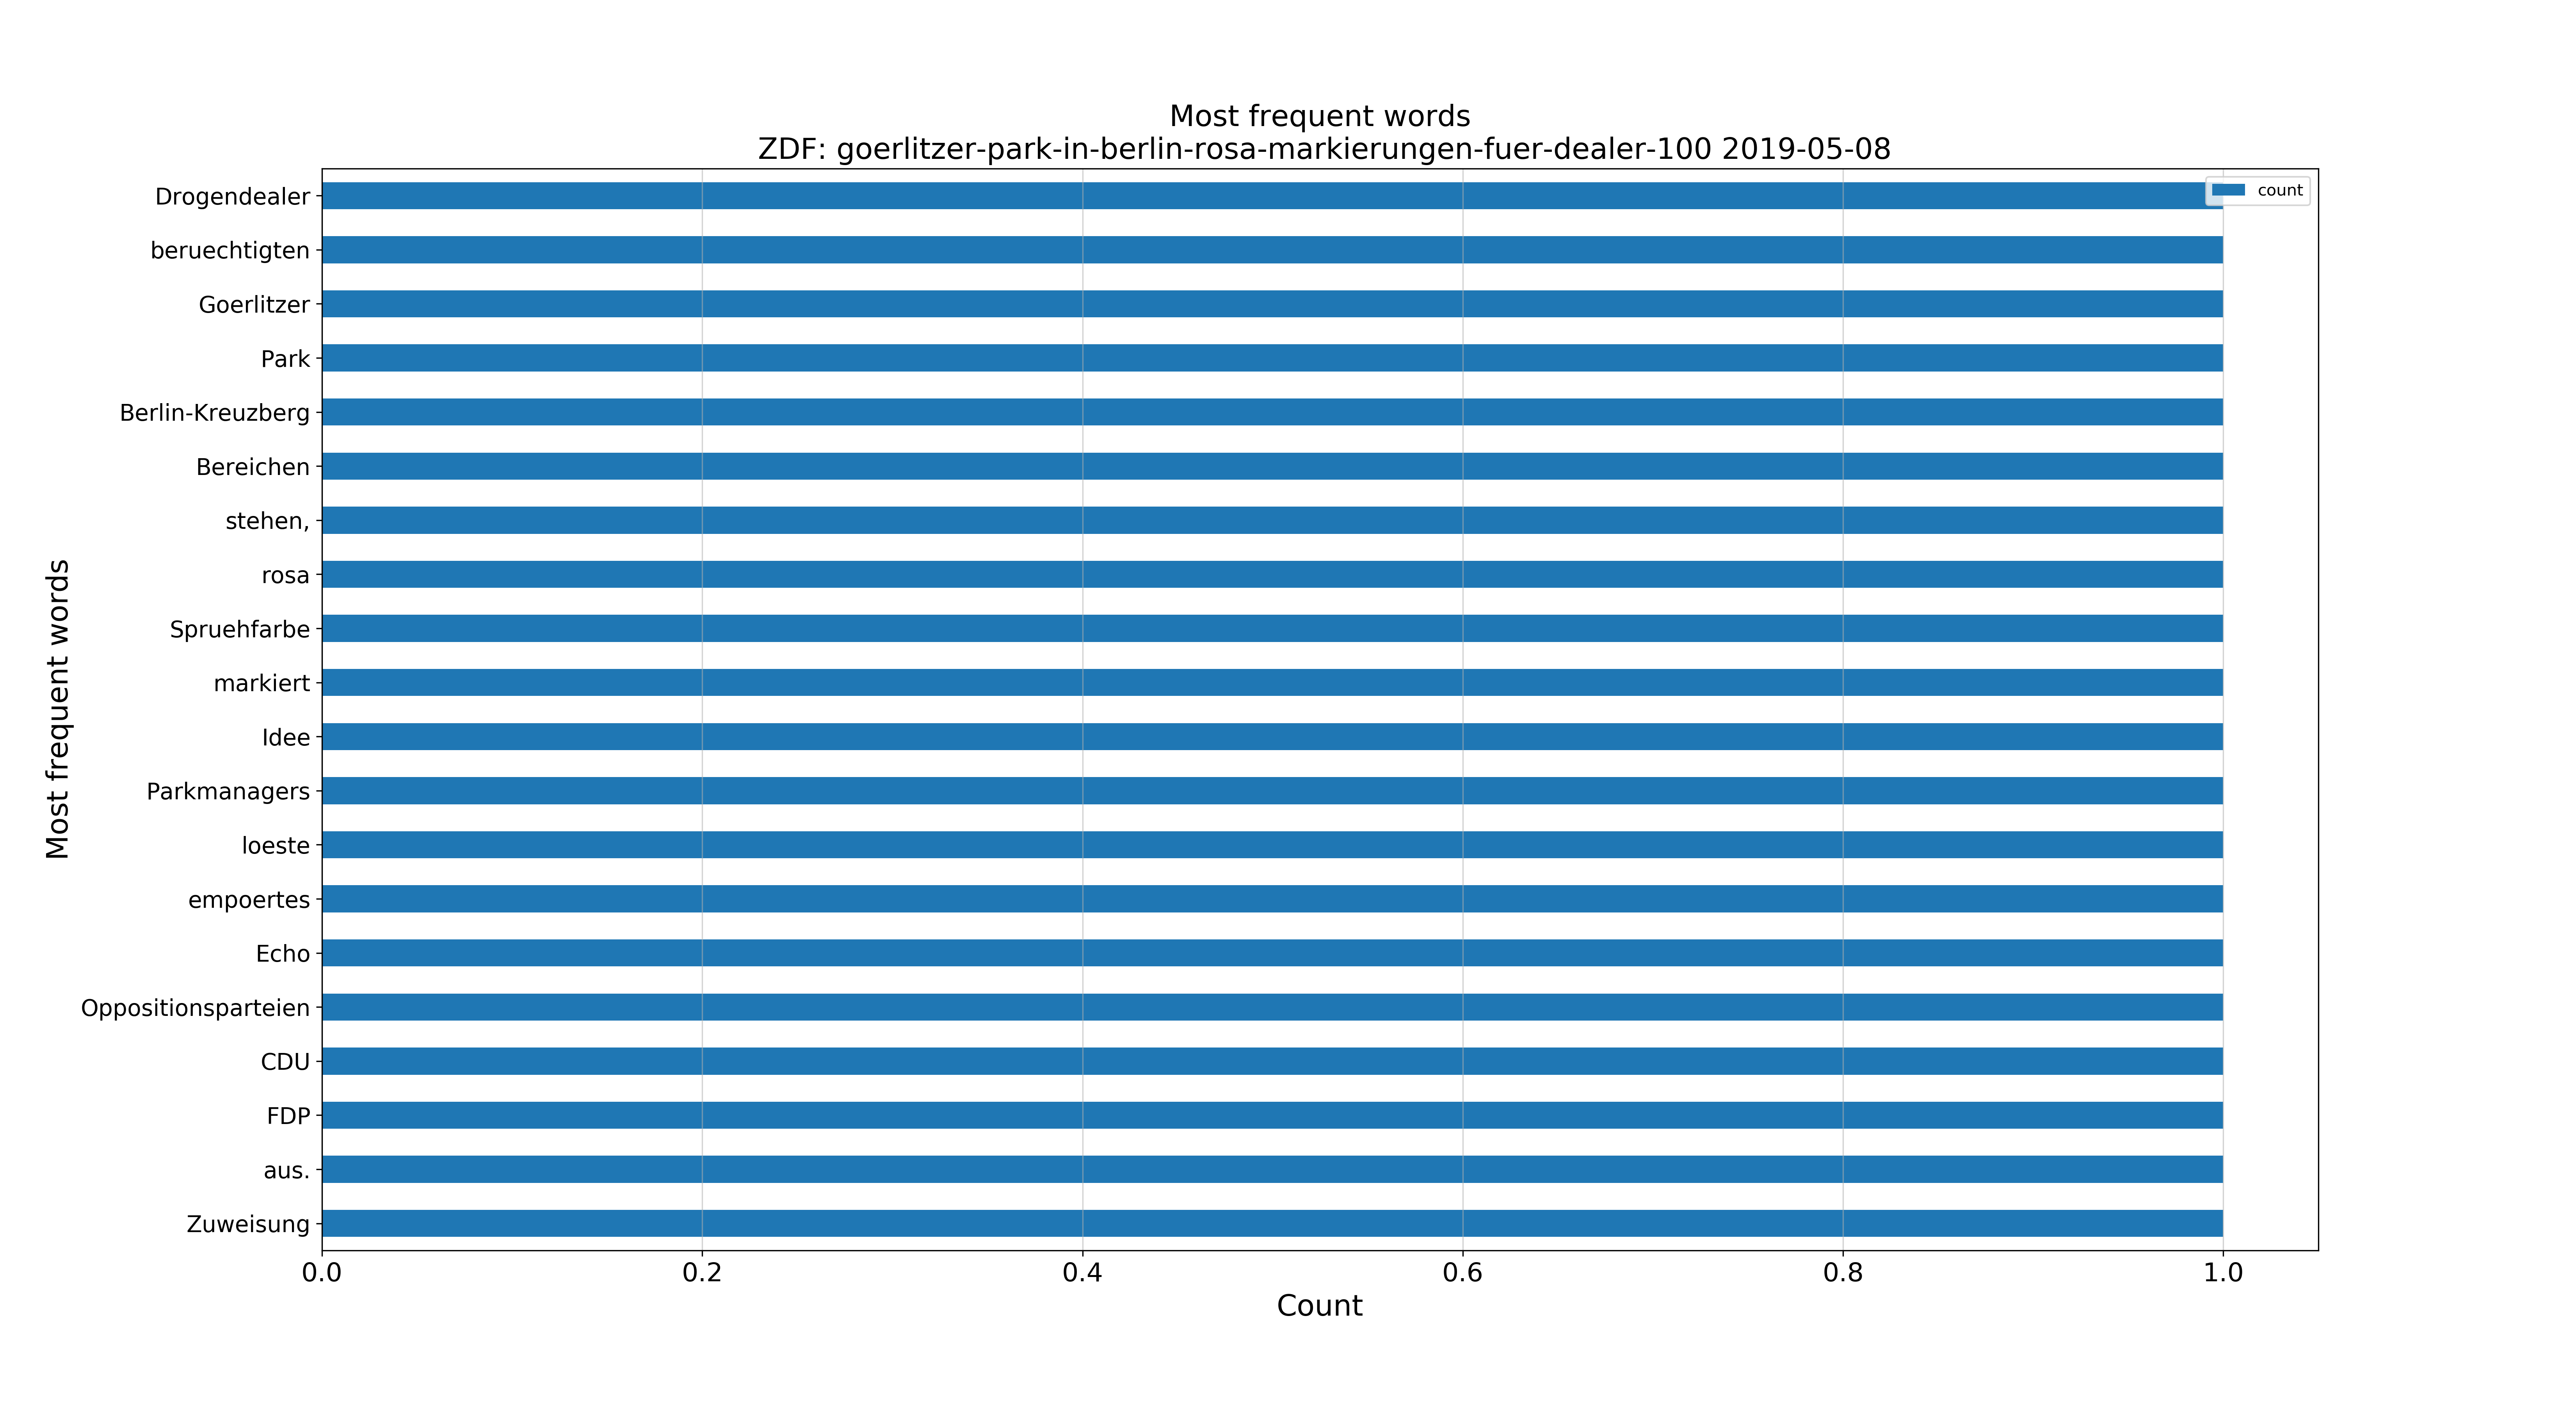 Most frequent words
ZDF: goerlitzer-park-in-berlin-rosa-markierungen-fuer-dealer-100 2019-05-08
count
Drogendealer
beruechtigten
Goerlitzer
Park
Berlin-Kreuzberg
Bereichen
stehen,
rosa
Spruehfarbe
markiert
Idee
Parkmanagers
loeste
empoertes
Echo
Oppositionsparteien
CDU
FDP
aus.
Zuweisung
Most frequent words
0.0 0.2 0.4 0.6 0.8 1.0
Count